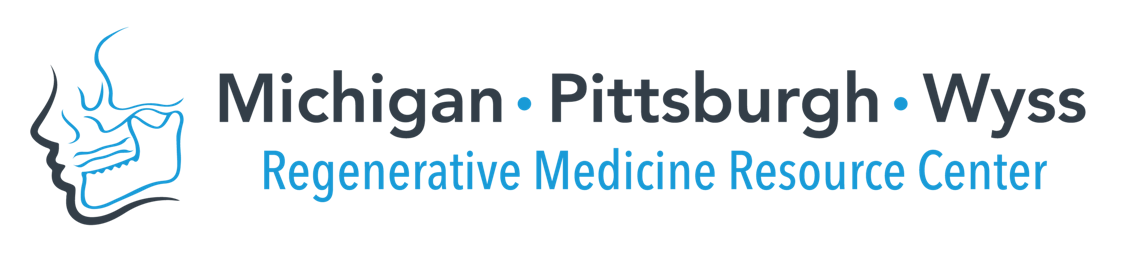 Michigan • Pittsburgh • Wyss
Regenerative Medicine Resource Center